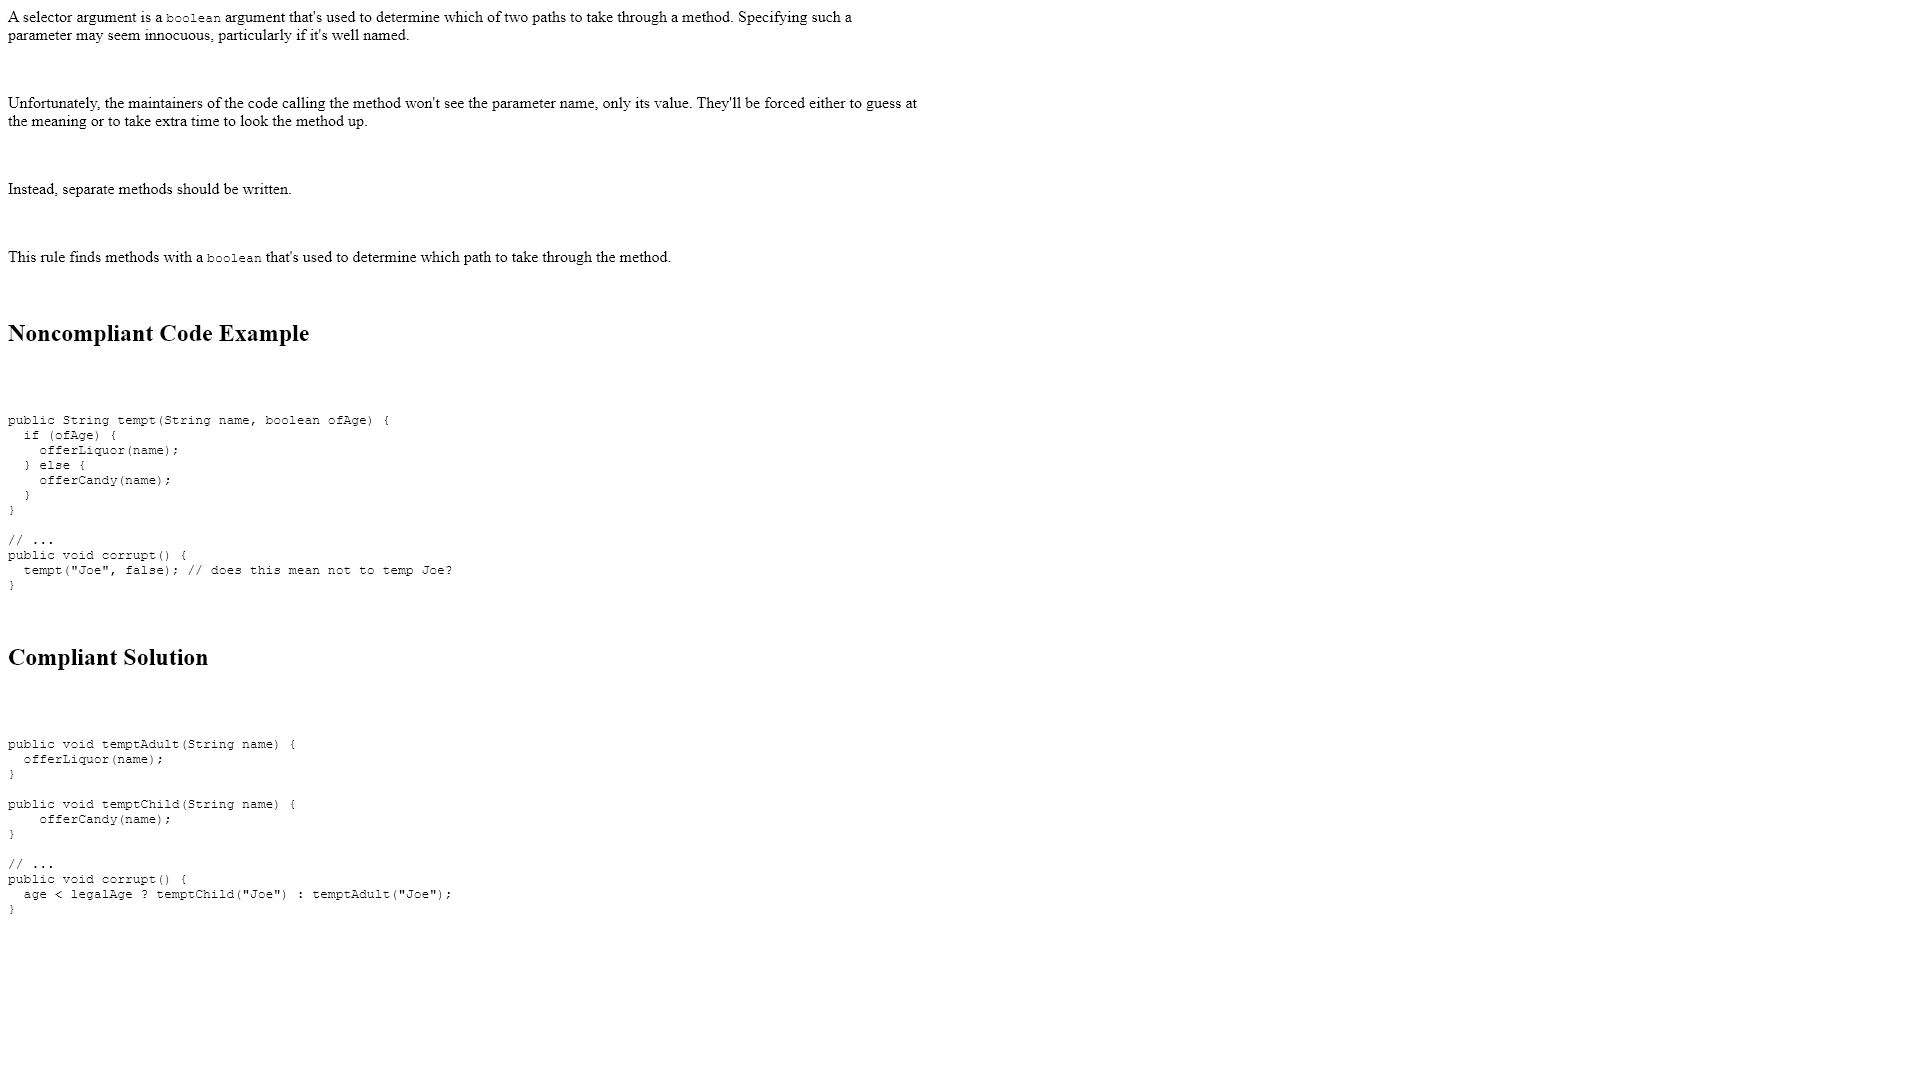 A selector argument is a boolean argument that's used to determine which of two paths to take through a method. Specifying such a
parameter may seem innocuous, particularly if it's well named.
Unfortunately, the maintainers of the code calling the method won't see the parameter name, only its value. They'll be forced either to guess at
the meaning or to take extra time to look the method up.
Instead, separate methods should be written.
This rule finds methods with a boolean that's used to determine which path to take through the method.
Noncompliant Code Example
public String tempt(String name, boolean ofAge) {
  if (ofAge) {
    offerLiquor(name);
  } else {
    offerCandy(name);
  }
}
// ...
public void corrupt() {
  tempt("Joe", false); // does this mean not to temp Joe?
}
Compliant Solution
public void temptAdult(String name) {
  offerLiquor(name);
}
public void temptChild(String name) {
    offerCandy(name);
}
// ...
public void corrupt() {
  age < legalAge ? temptChild("Joe") : temptAdult("Joe");
}